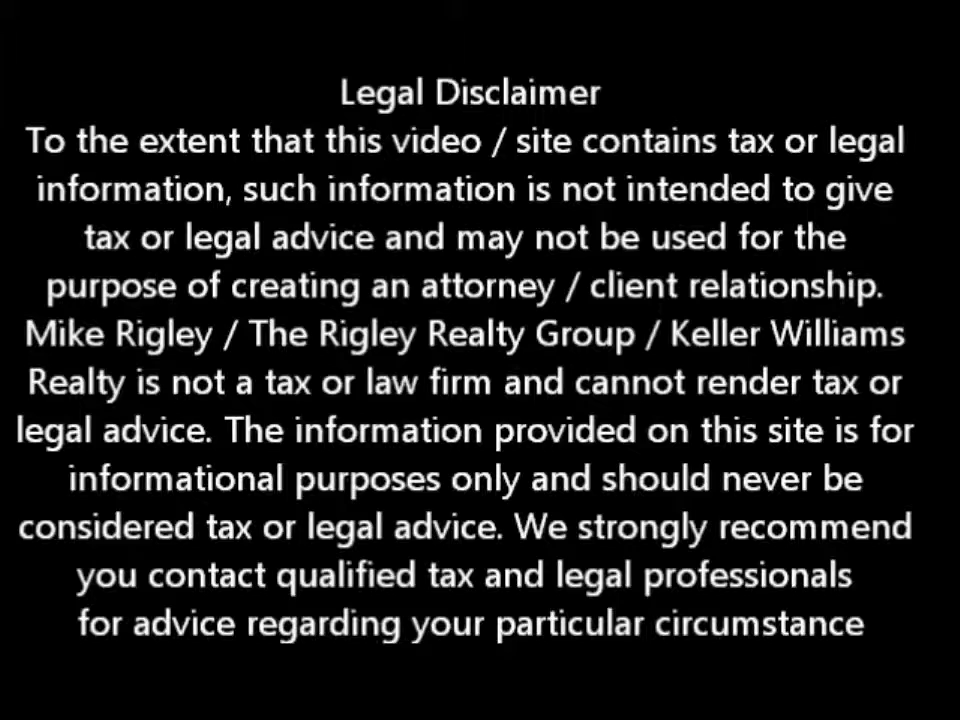 Legal Disclaimer
To the extent that this video / site contains tax or legal
information, such information is not intended to give
tax or legal advice and may not be used for the
purpose of creating an attorney / client relationship.
Mike Rigley / The Rigley Realty Group / Keller Williams
Realty is not a tax or law firm and cannot render tax or
legal advice. The information provided on this site is for
informational purposes only and should never be
considered tax or legal advice. We strongly recommend
you contact qualified tax and legal professionals
for advice regarding your particular circumstance